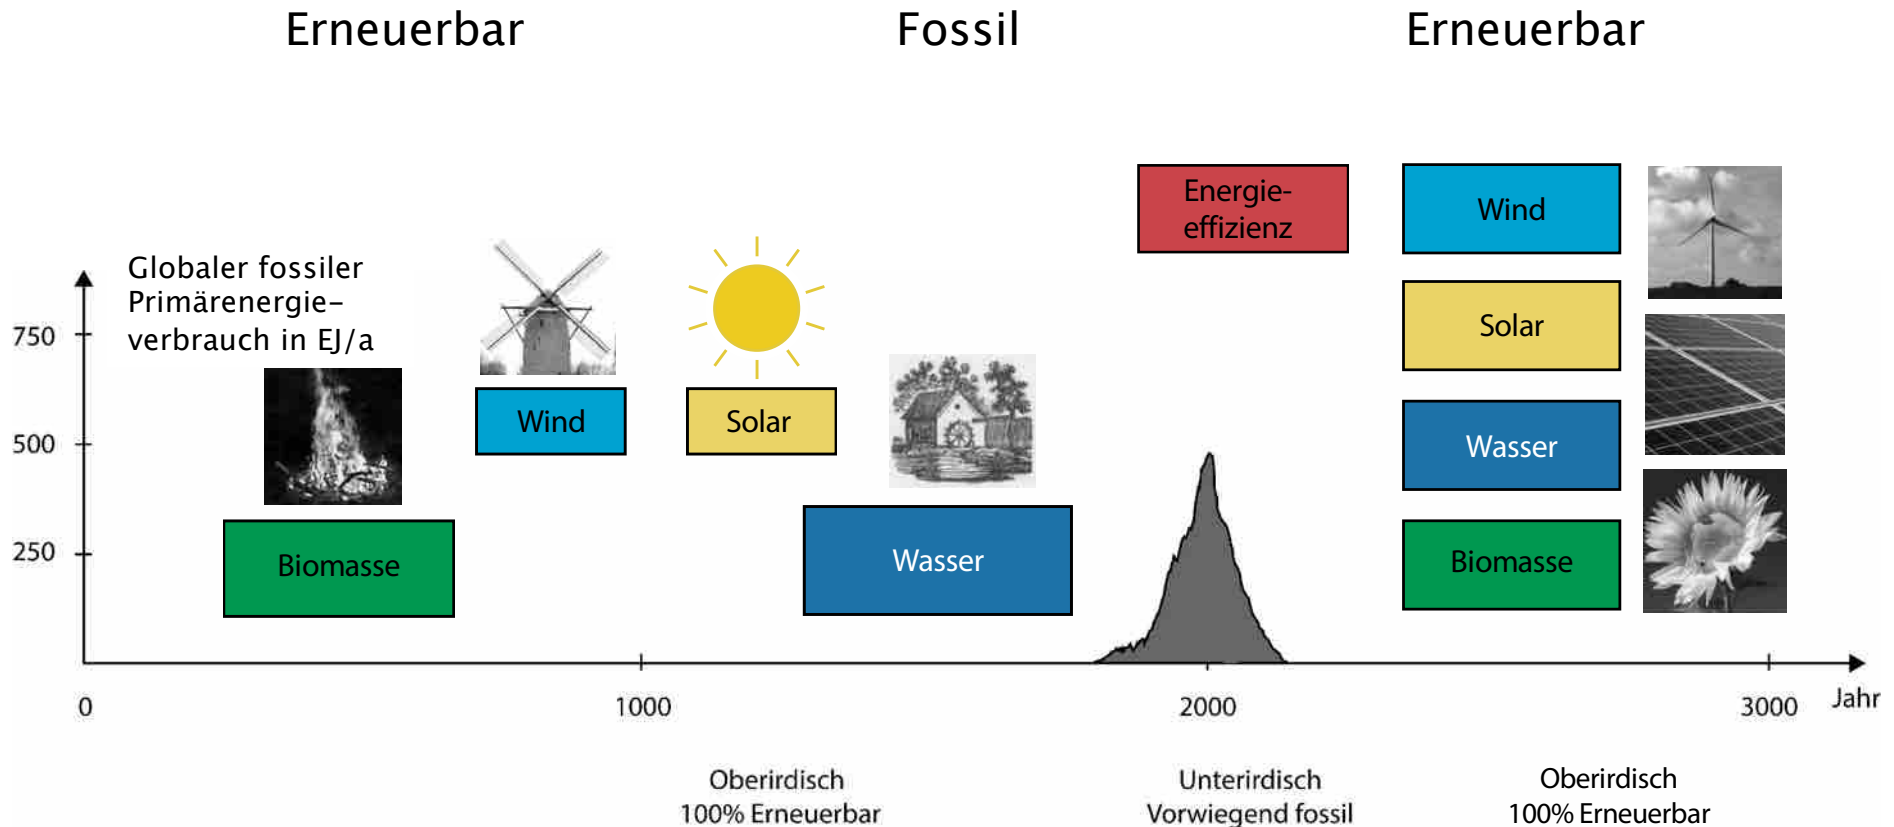 Erneuerbar
Fossil
Erneuerbar
Globaler fossiler
Primärenergie-
verbrauch in EJ/a
750
500
250
Biomasse
Wind
Solar
Wasser
Energie-
effizienz
Wind
Solar
Wasser
Biomasse
0
1000
2000
3000
Jahr
Oberirdisch
100% Erneuerbar
Unterirdisch
Vorwiegend fossil
Oberirdisch
100% Erneuerbar